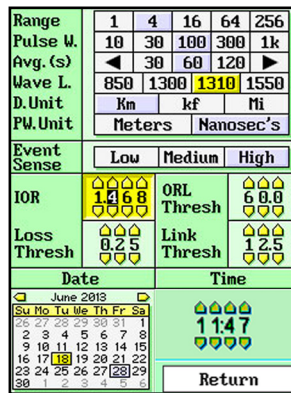 Range 1 4 16 64 256
Pulse W. 10 30 100 300 1k
Avg.(s) 30 60 120
Wave L. 850 1300 1310 1550
D.Unit Km kf Mi
PW.Unit Meters Nanosec's
Event Sense Low Medium High
IOR 1.468 ORL Thresh 60.0
Loss Thresh 0.25 Link Thresh 12.5
Date Time
June 2013
Su Mo Tu We Th Fr Sa
26 27 28 29 30 31 1
2 3 4 5 6 7 8
9 10 11 12 13 14 15
16 17 18 19 20 21 22
23 24 25 26 27 28 29
30 1 2 3 4 5 6
11:47
Return